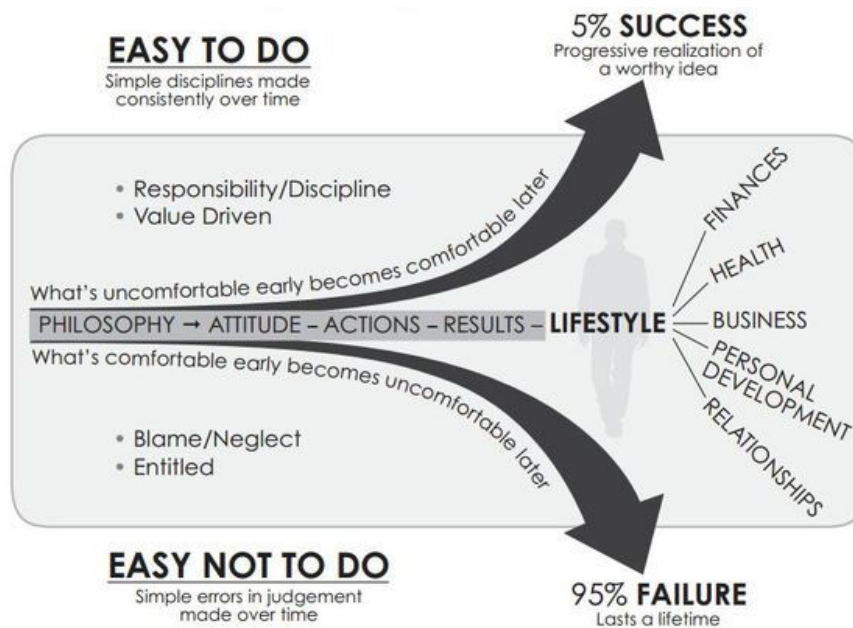 EASY TO DO
Simple disciplines made
consistently over time
5% SUCCESS
Progressive realization of
a worthy idea
• Responsibility/Discipline
• Value Driven
What's uncomfortable early becomes comfortable later
PHILOSOPHY → ATTITUDE – ACTIONS – RESULTS – LIFESTYLE
What's comfortable early becomes uncomfortable later
FINANCES
HEALTH
BUSINESS
PERSONAL
DEVELOPMENT
RELATIONSHIPS
• Blame/Neglect
• Entitled
EASY NOT TO DO
Simple errors in judgement
made over time
95% FAILURE
Lasts a lifetime